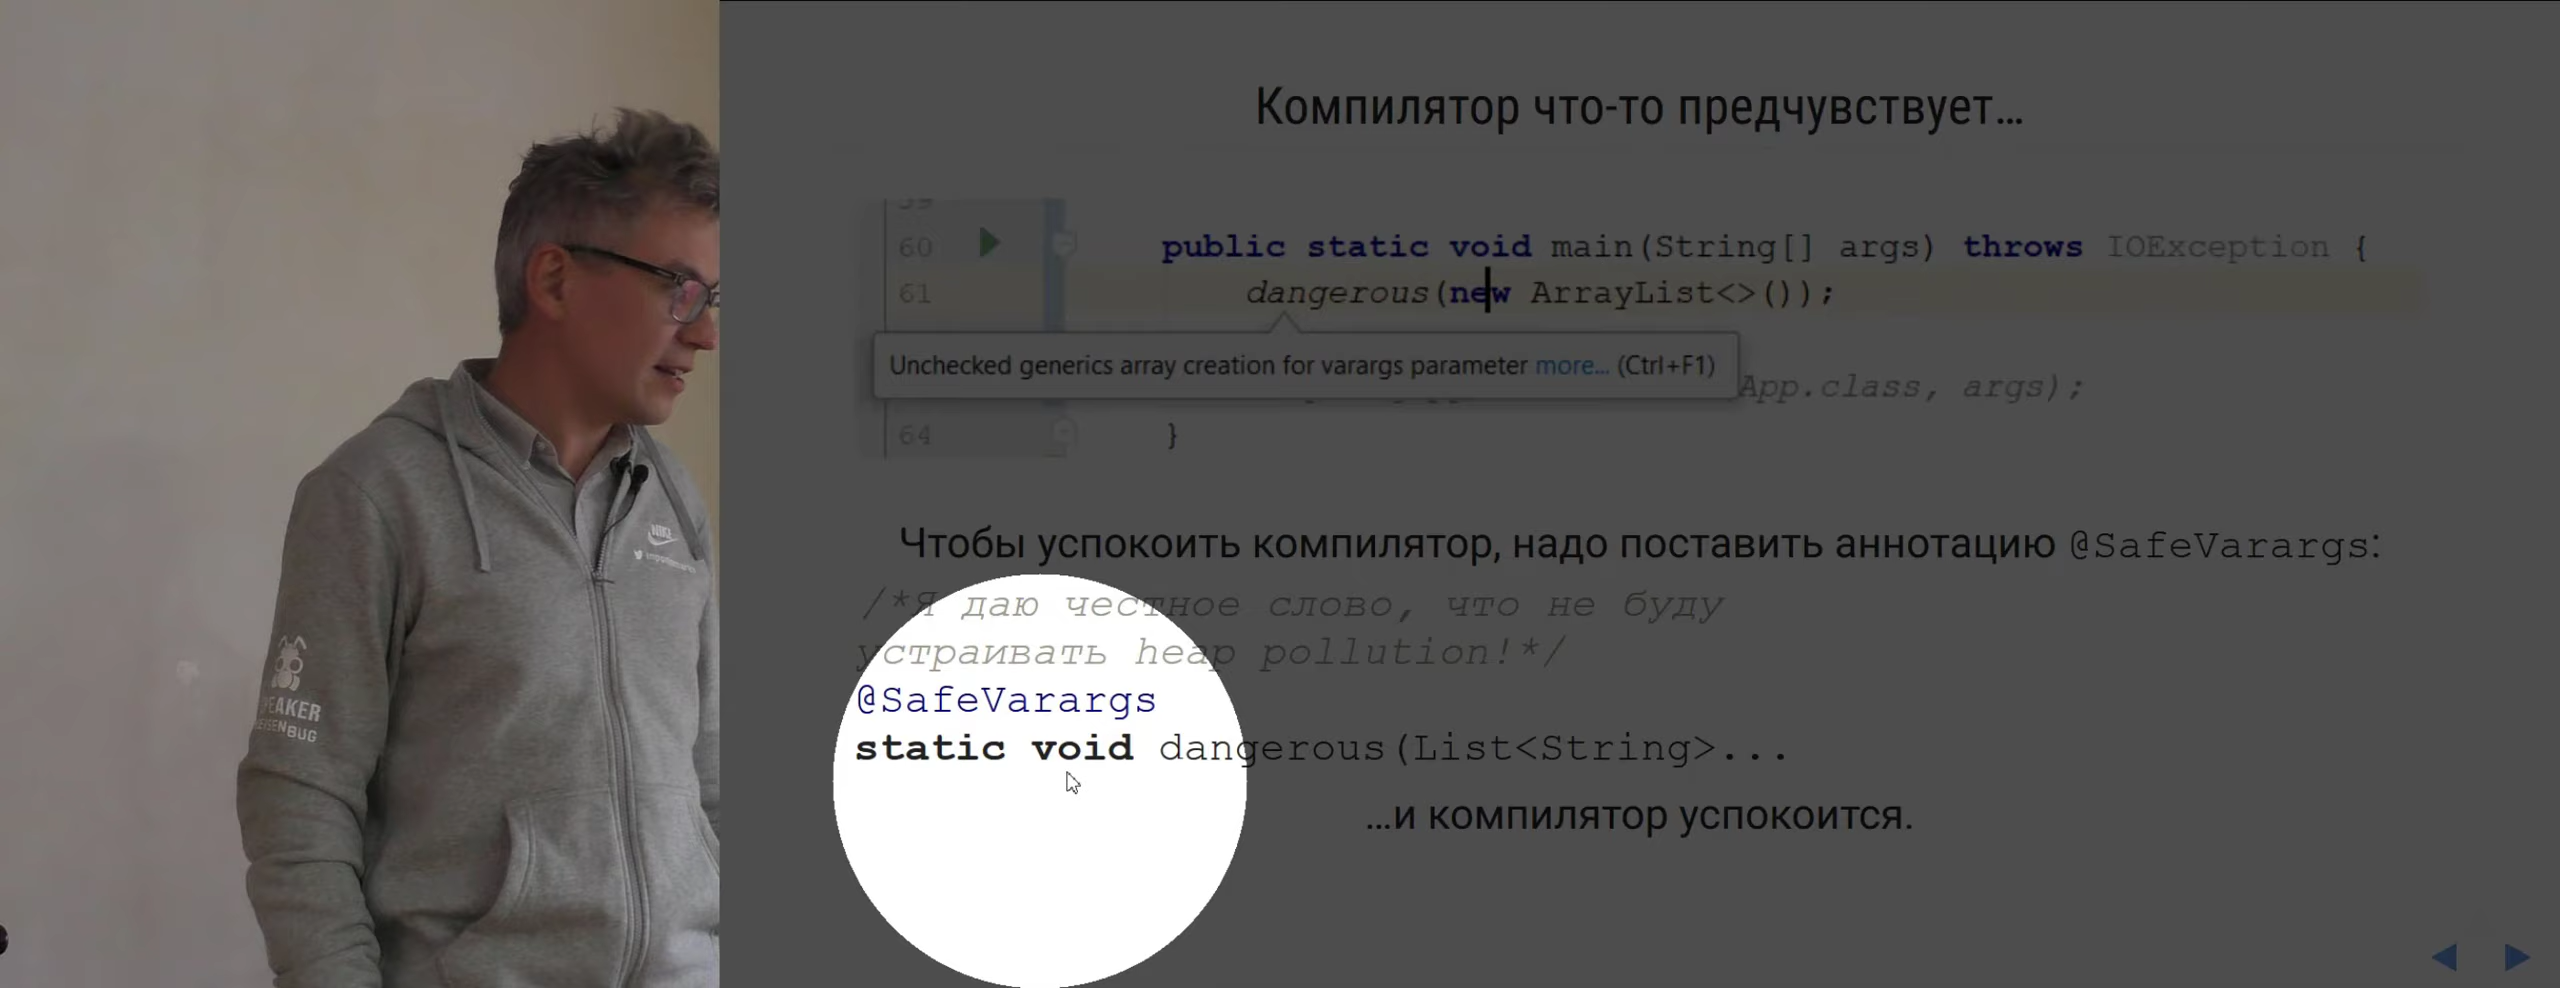 Компилятор что-то предчувствует…
60 public static void main(String[] args) throws IOException {
61 dangerous(new ArrayList<>());
Unchecked generics array creation for varargs parameter more... (Ctrl+F1)
App.class, args);
64 }
Чтобы успокоить компилятор, надо поставить аннотацию @SafeVarargs:
/*Я даю честное слово, что не буду
устраивать heap pollution!*/
@SafeVarargs
static void dangerous(List<String>...
…и компилятор успокоится.
NIKE
SPEAKER